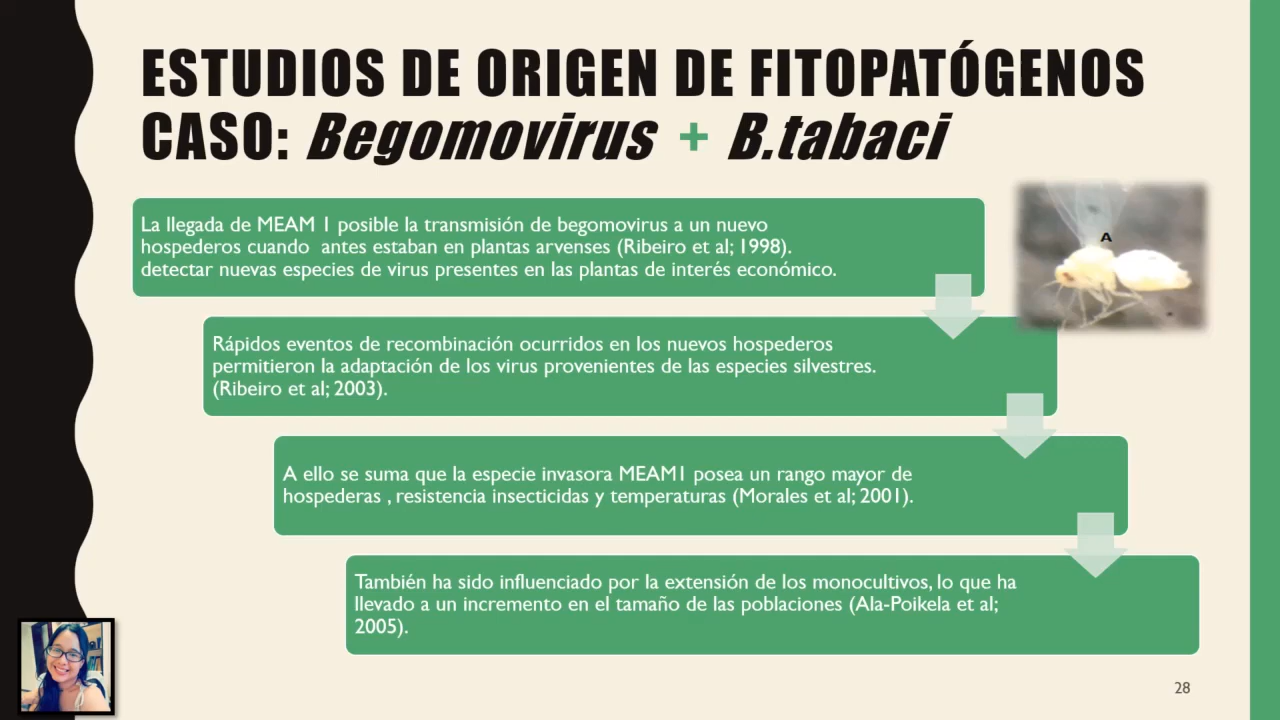 ESTUDIOS DE ORIGEN DE FITOPATÓGENOS
CASO: Begomovirus + B.tabaci
La llegada de MEAM 1 posible la transmisión de begomovirus a un nuevo
hospederos cuando antes estaban en plantas arvenses (Ribeiro et al; 1998).
detectar nuevas especies de virus presentes en las plantas de interés económico.
A
Rápidos eventos de recombinación ocurridos en los nuevos hospederos
permitieron la adaptación de los virus provenientes de las especies silvestres.
(Ribeiro et al; 2003).
A ello se suma que la especie invasora MEAM1 posea un rango mayor de
hospederas , resistencia insecticidas y temperaturas (Morales et al; 2001).
También ha sido influenciado por la extensión de los monocultivos, lo que ha
llevado a un incremento en el tamaño de las poblaciones (Ala-Poikela et al;
2005).
28